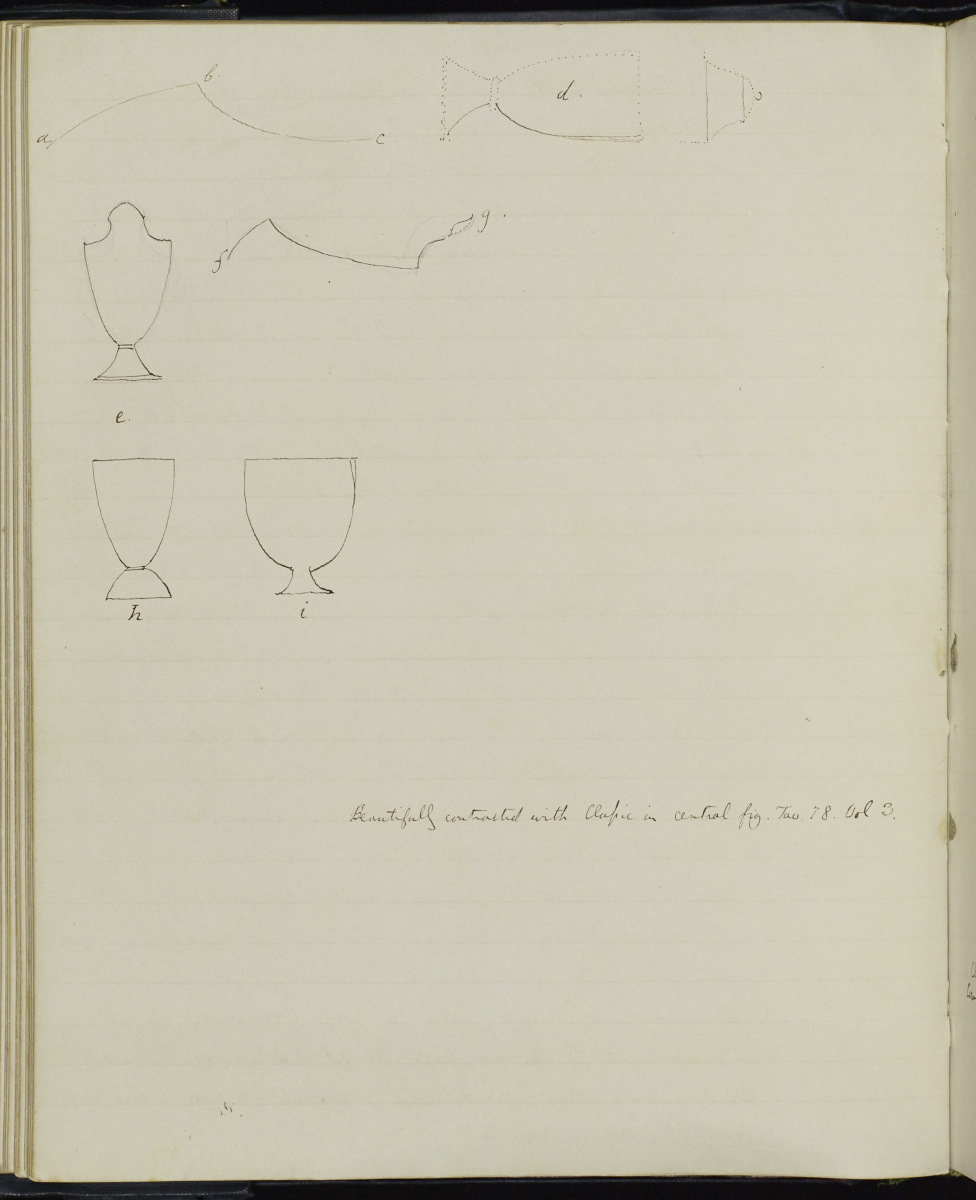 b.
a
c.
d.
g.
f
e.
h
i
Beautifully contrasted with Classic in central fig. Tav. 78. Vol 3.